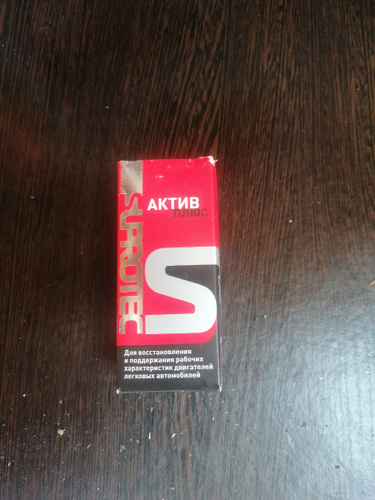 SUPROTEC
АКТИВ
ПЛЮС
S
Для восстановления
и поддержания рабочих
характеристик двигателей
легковых автомобилей